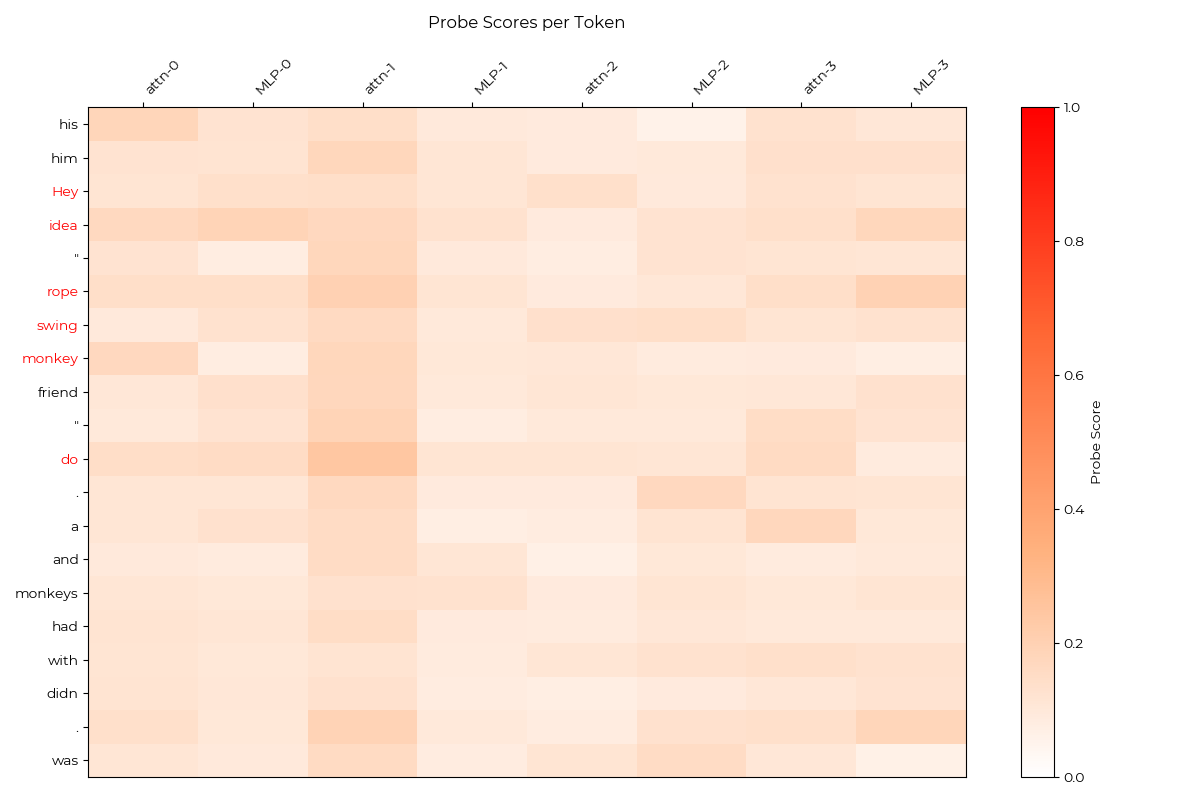 Probe Scores per Token
attn-0 MLP-0 attn-1 MLP-1 attn-2 MLP-2 attn-3 MLP-3
his
him
Hey
idea
"
rope
swing
monkey
friend
"
do
.
a
and
monkeys
had
with
didn
.
was
1.0
0.8
0.6
0.4
0.2
0.0
Probe Score